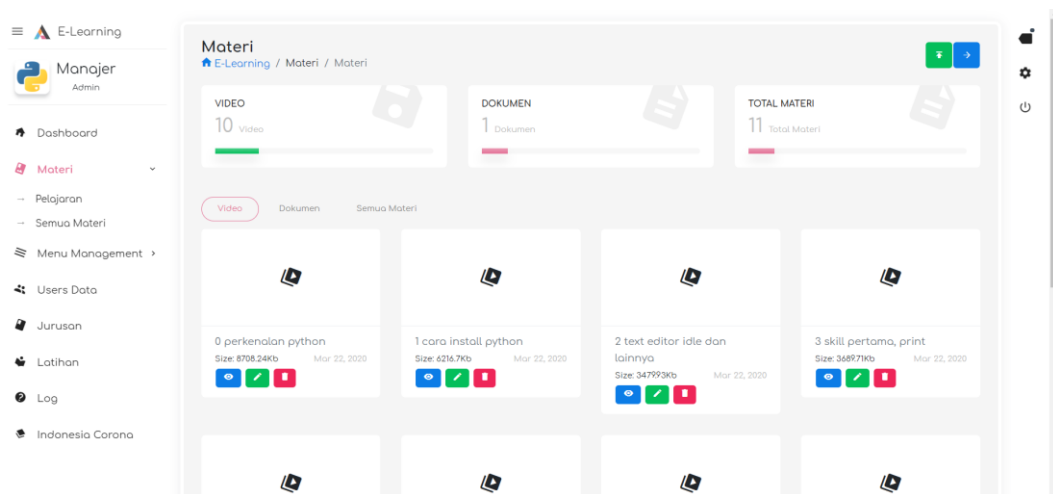 E-Learning
Manajer
Admin
Dashboard
Materi
Pelajaran
Semua Materi
Menu Management
Users Data
Jurusan
Latihan
Log
Indonesia Corona
Materi
E-Learning / Materi / Materi
VIDEO
10 Video
DOKUMEN
1 Dokumen
TOTAL MATERI
11 Total Materi
Video Dokumen Semua Materi
0 perkenalan python
Size: 8708.24Kb Mar 22, 2020
1 cara install python
Size: 6216.7Kb Mar 22, 2020
2 text editor idle dan
lainnya
Size: 3479.93Kb Mar 22, 2020
3 skill pertama, print
Size: 3689.71Kb Mar 22, 2020